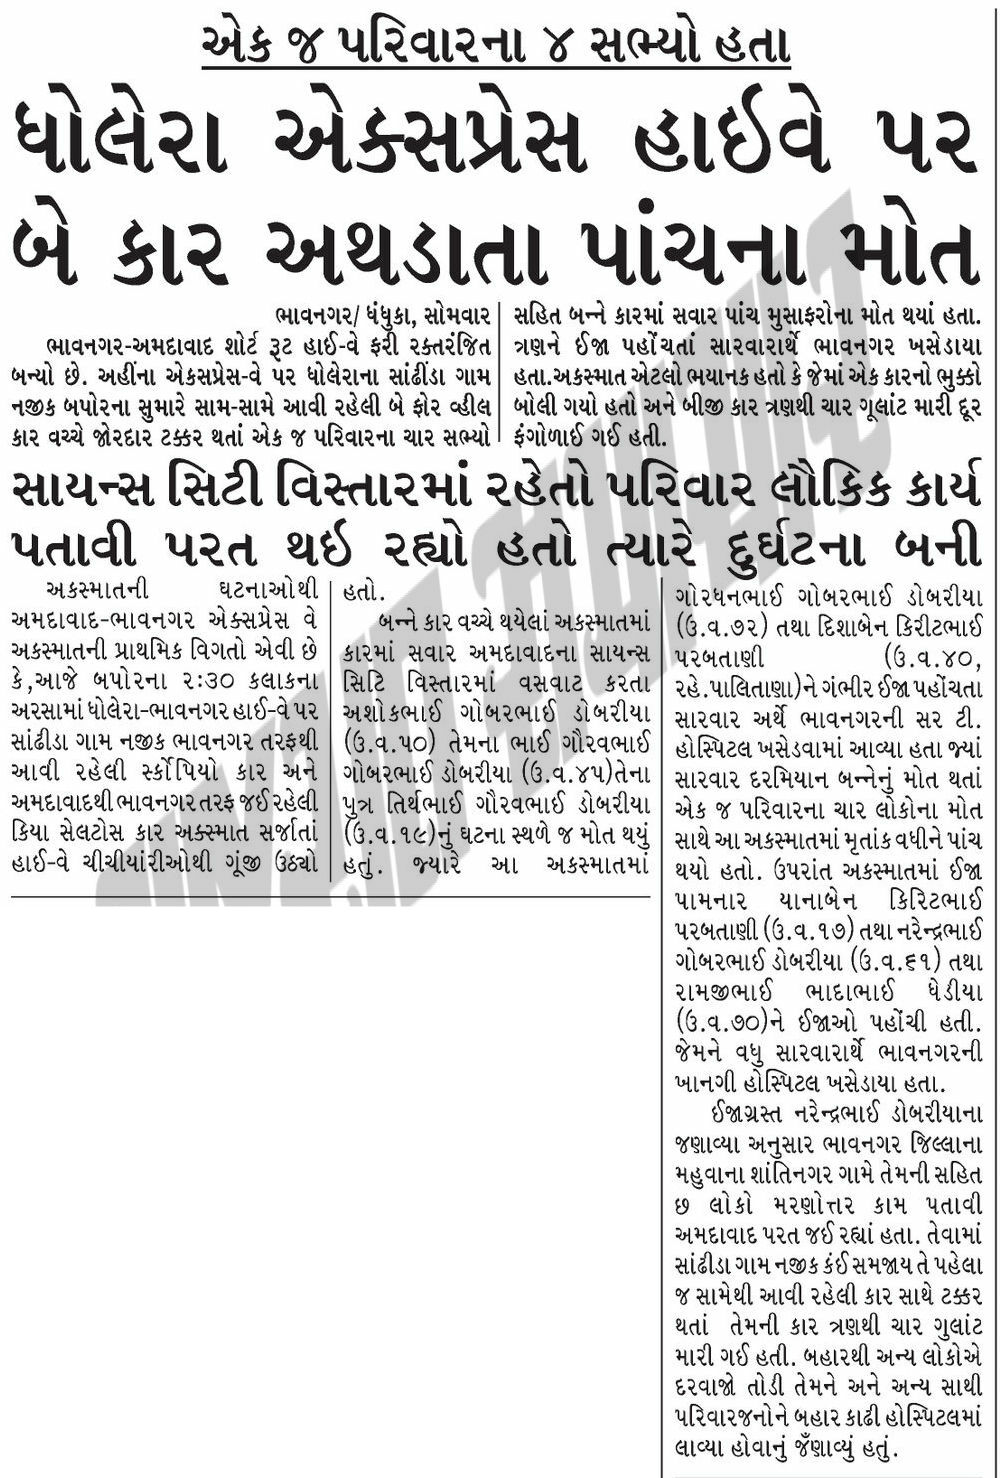 એક જ પરિવારના ૪ સભ્યો હતા
ધોલેરા એક્સપ્રેસ હાઈવે પર
બે કાર અથડાતા પાંચના મોત
ભાવનગર/ ધંધુકા, સોમવાર
ભાવનગર-અમદાવાદ શોર્ટ રૂટ હાઈ-વે ફરી રક્તરંજિત
બન્યો છે. અહીંના એકસપ્રેસ-વે પર ધોલેરાના સાંઢીંડા ગામ
નજીક બપોરના સુમારે સામ-સામે આવી રહેલી બે ફોર વ્હીલ
કાર વચ્ચે જોરદાર ટક્કર થતાં એક જ પરિવારના ચાર સભ્યો
સહિત બન્ને કારમાં સવાર પાંચ મુસાફરોના મોત થયાં હતા.
ત્રણને ઈજા પહોંચતાં સારવારાર્થે ભાવનગર ખસેડાયા
હતા.અકસ્માત એટલો ભયાનક હતો કે જેમાં એક કારનો ભુક્કો
બોલી ગયો હતો અને બીજી કાર ત્રણથી ચાર ગૂલાંટ મારી દૂર
ફંગોળાઈ ગઈ હતી.
સાયન્સ સિટી વિસ્તારમાં રહેતો પરિવાર લૌકિક કાર્ય
પતાવી પરત થઇ રહ્યો હતો ત્યારે દુર્ઘટના બની
અકસ્માતની ઘટનાઓથી
અમદાવાદ-ભાવનગર એક્સપ્રેસ વે
અકસ્માતની પ્રાથમિક વિગતો એવી છે
કે,આજે બપોરના ૨:૩૦ કલાકના
અરસામાં ધોલેરા-ભાવનગર હાઈ-વે પર
સાંઢીડા ગામ નજીક ભાવનગર તરફથી
આવી રહેલી ર્સ્કોપિયો કાર અને
અમદાવાદથી ભાવનગર તરફ જઈ રહેલી
કિયા સેલટોસ કાર અક્સ્માત સર્જાતાં
હાઈ-વે ચીચીયારીઓથી ગૂંજી ઉઠ્યો
હતો.
બન્ને કાર વચ્ચે થયેલાં અકસ્માતમાં
કારમાં સવાર અમદાવાદના સાયન્સ
સિટિ વિસ્તારમાં વસવાટ કરતા
અશોકભાઈ ગોબરભાઈ ડોબરીયા
(ઉ.વ.૫૦) તેમના ભાઈ ગૌરવભાઈ
ગોબરભાઈ ડોબરીયા (ઉ.વ.૪૫)તેના
પુત્ર તિર્થભાઈ ગૌરવભાઈ ડોબરીયા
(ઉ.વ.૧૯)નું ઘટના સ્થળે જ મોત થયું
હતું. જ્યારે આ અકસ્માતમાં
ગોરધનભાઈ ગોબરભાઈ ડોબરીયા
(ઉ.વ.૭૨) તથા દિશાબેન કિરીટભાઈ
પરબતાણી (ઉ.વ.૪૦,
રહે.પાલિતાણા)ને ગંભીર ઈજા પહોંચતા
સારવાર અર્થે ભાવનગરની સર ટી.
હોસ્પિટલ ખસેડવામાં આવ્યા હતા જ્યાં
સારવાર દરમિયાન બન્નેનું મોત થતાં
એક જ પરિવારના ચાર લોકોના મોત
સાથે આ અકસ્માતમાં મૃતાંક વધીને પાંચ
થયો હતો. ઉપરાંત અકસ્માતમાં ઈજા
પામનાર યાનાબેન કિરિટભાઈ
પરબતાણી (ઉ.વ.૧૭) તથા નરેન્દ્રભાઈ
ગોબરભાઈ ડોબરીયા (ઉ.વ.૬૧) તથા
રામજીભાઈ ભાદાભાઈ ધેડીયા
(ઉ.વ.૭૦)ને ઈજાઓ પહોંચી હતી.
જેમને વધુ સારવારાર્થે ભાવનગરની
ખાનગી હોસ્પિટલ ખસેડાયા હતા.
ઈજાગ્રસ્ત નરેન્દ્રભાઈ ડોબરીયાના
જણાવ્યા અનુસાર ભાવનગર જિલ્લાના
મહુવાના શાંતિનગર ગામે તેમની સહિત
છ લોકો મરણોત્તર કામ પતાવી
અમદાવાદ પરત જઈ રહ્યાં હતા. તેવામાં
સાંઢીડા ગામ નજીક કંઈ સમજાય તે પહેલા
જ સામેથી આવી રહેલી કાર સાથે ટક્કર
થતાં તેમની કાર ત્રણથી ચાર ગુલાંટ
મારી ગઈ હતી. બહારથી અન્ય લોકોએ
દરવાજો તોડી તેમને અને અન્ય સાથી
પરિવારજનોને બહાર કાઢી હોસ્પિટલમાં
લાવ્યા હોવાનું જઁણાવ્યું હતું.